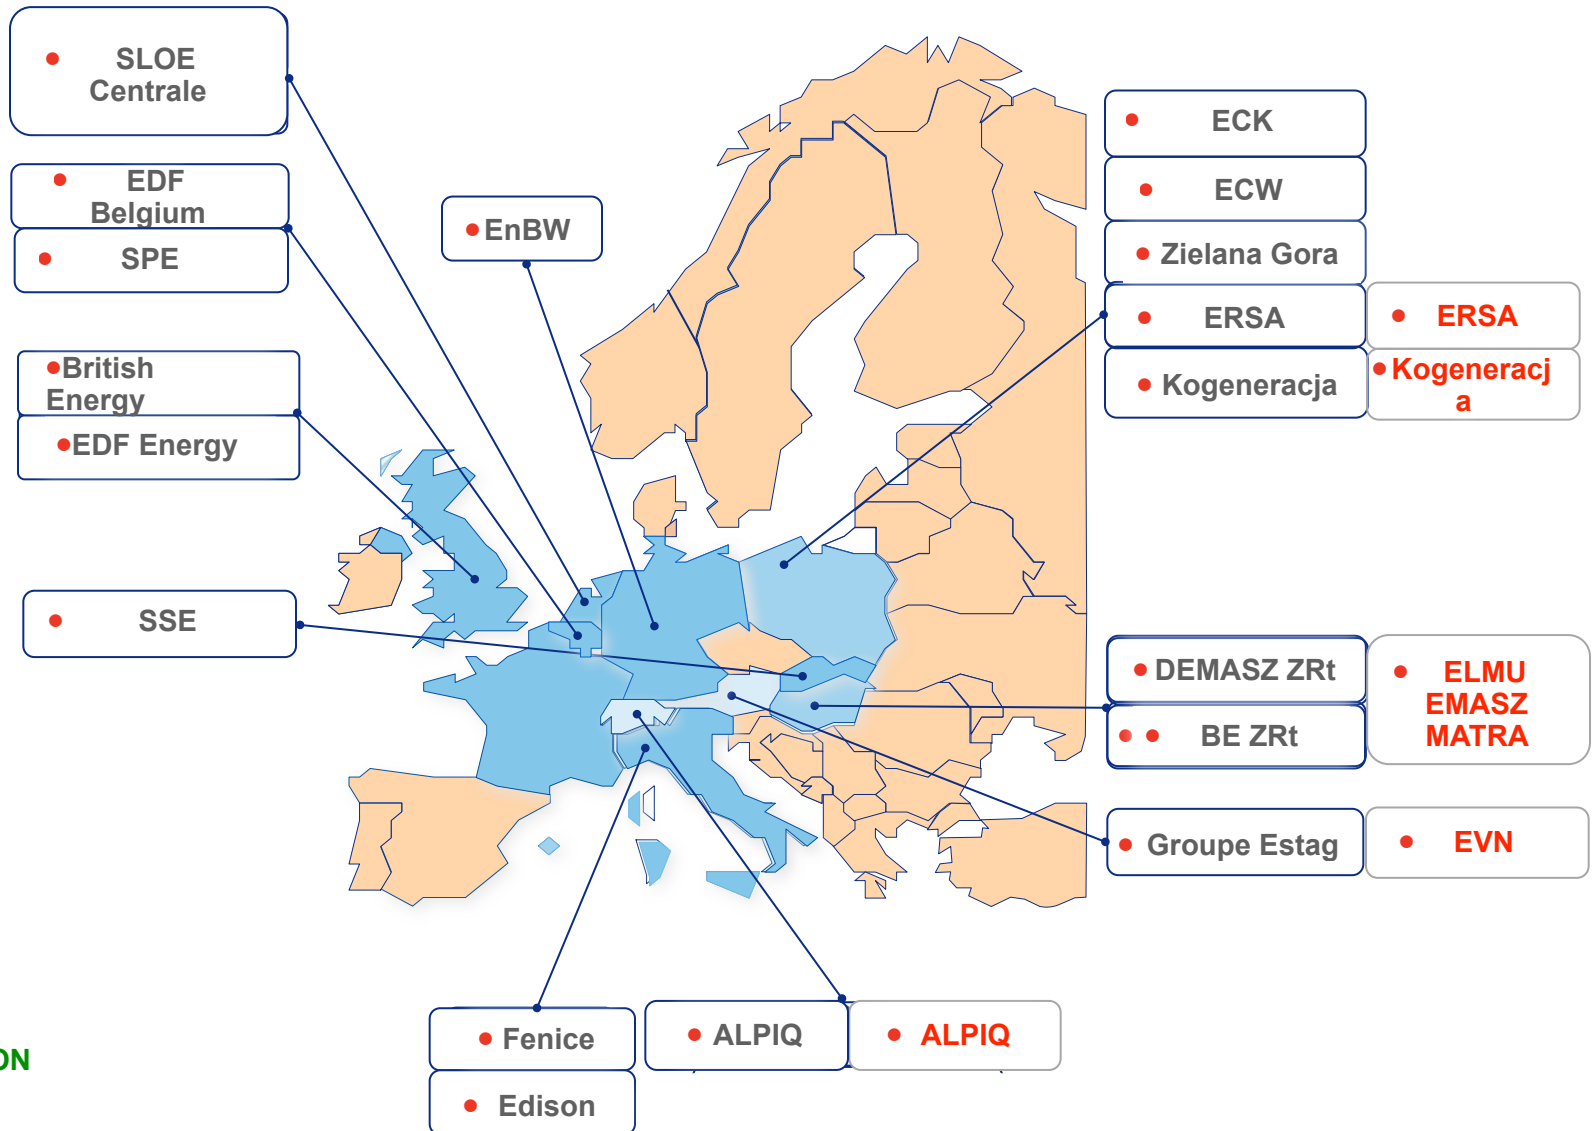 SLOE
Centrale
EDF
Belgium
SPE
EnBW
British
Energy
EDF Energy
SSE
ECK
ECW
Zielana Gora
ERSA
ERSA
Kogeneracja
Kogeneracj
a
DEMASZ ZRt
BE ZRt
ELMU
EMASZ
MATRA
Groupe Estag
EVN
Fenice
Edison
ALPIQ
ALPIQ
ON